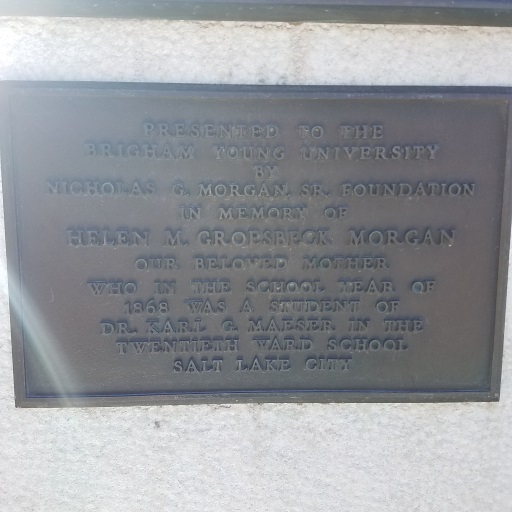 PRESENTED TO THE
BRIGHAM YOUNG UNIVERSITY
BY
NICHOLAS G. MORGAN SR. FOUNDATION
IN MEMORY OF
HELEN M. GROESBECK MORGAN
OUR BELOVED MOTHER
WHO IN THE SCHOOL YEAR OF
1868 WAS A STUDENT OF
DR. KARL G. MAESER IN THE
TWENTIETH WARD SCHOOL
SALT LAKE CITY